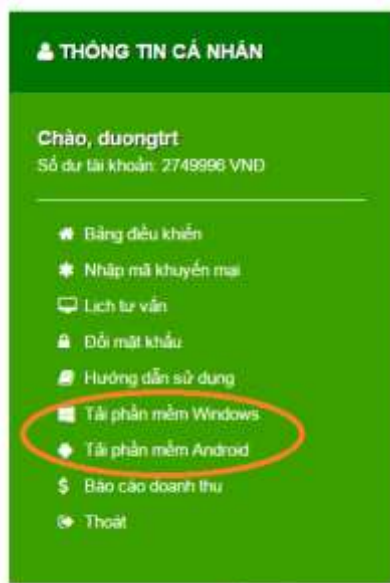 THÔNG TIN CÁ NHÂN
Chào, duongtrt
Số dư tài khoản: 2749996 VNĐ
Bảng điều khiển
Nhập mã khuyến mại
Lịch tư vấn
Đổi mật khẩu
Hướng dẫn sử dụng
Tải phần mềm Windows
Tải phần mềm Android
$ Báo cáo doanh thu
Thoát